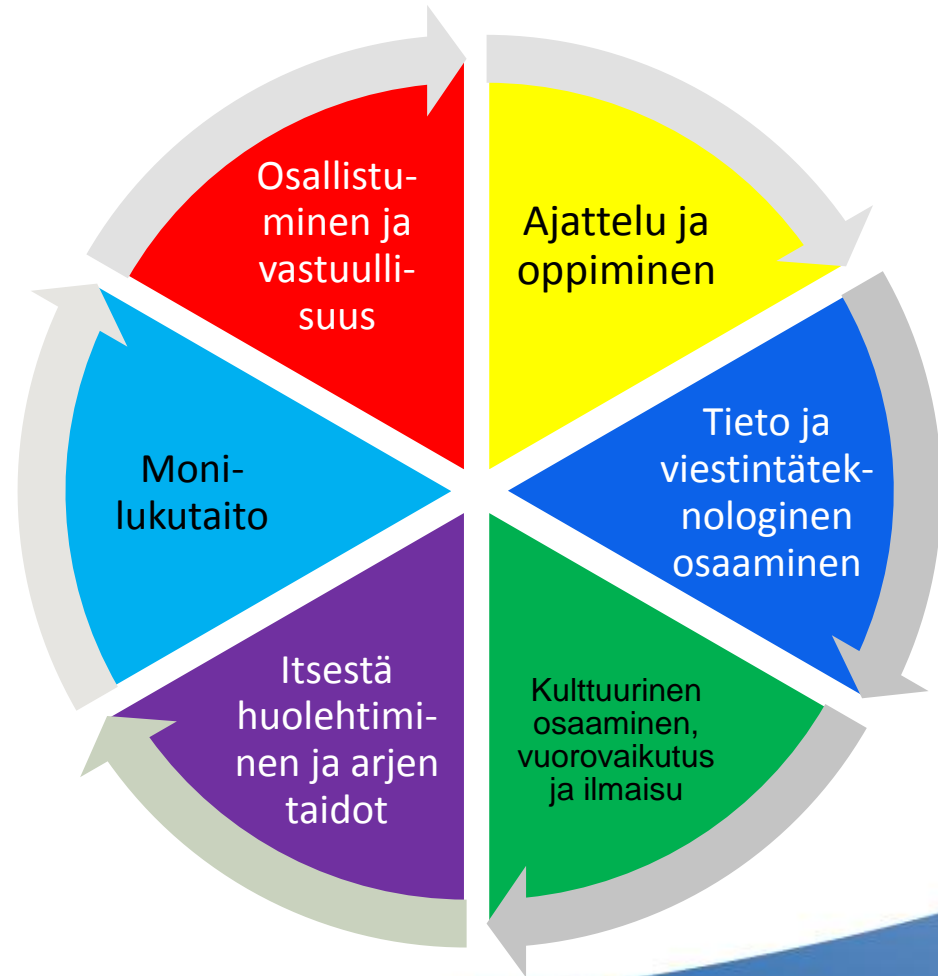 Osallistu-
minen ja
vastuulli-
suus
Ajattelu ja
oppiminen
Tieto ja
viestintätek-
nologinen
osaaminen
Kulttuurinen
osaaminen,
vuorovaikutus
ja ilmaisu
Itsestä
huolehtimi-
nen ja arjen
taidot
Moni-
lukutaito